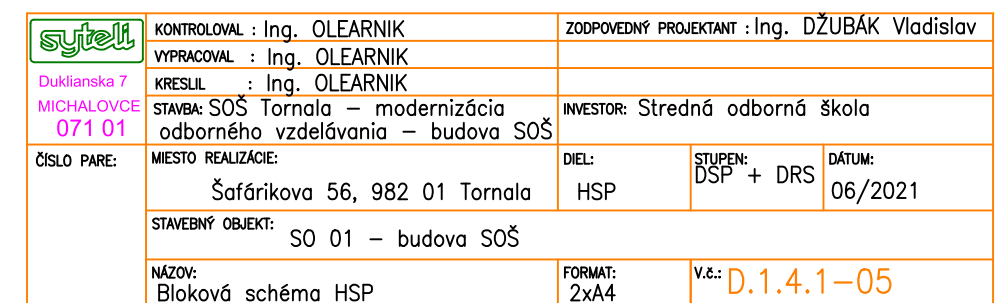 syteli KONTROLOVAL : Ing. OLEARNIK ZODPOVEDNÝ PROJEKTANT : Ing. DŽUBÁK Vladislav
VYPRACOVAL : Ing. OLEARNIK
Duklianska 7 KRESLIL : Ing. OLEARNIK
MICHALOVCE STAVBA: SOŠ Tornala – modernizácia INVESTOR: Stredná odborná škola
071 01 odborného vzdelávania – budova SOŠ
ČÍSLO PARE: MIESTO REALIZÁCIE: DIEL: STUPEN: DÁTUM:
Šafárikova 56, 982 01 Tornala HSP DSP + DRS 06/2021
STAVEBNÝ OBJEKT: SO 01 – budova SOŠ
NÁZOV: FORMAT: V.č.: D.1.4.1–05
Bloková schéma HSP 2xA4